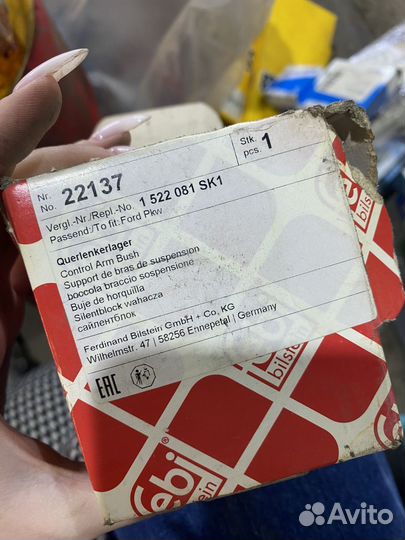 Nr.
No. 22137
Stk.
pcs. 1
Vergl.-Nr./Repl.-No. 1 522 081 SK1
Passend/To fit: Ford Pkw
Querlenkerlager
Control Arm Bush
Support de bras de suspension
boccola braccio sospensione
Buje de horquilla
Silentblock wahacza
сайлентблок
Ferdinand Bilstein GmbH + Co. KG
Wilhelmstr. 47 | 58256 Ennepetal | Germany
EAC
febi
bilstein
Avito